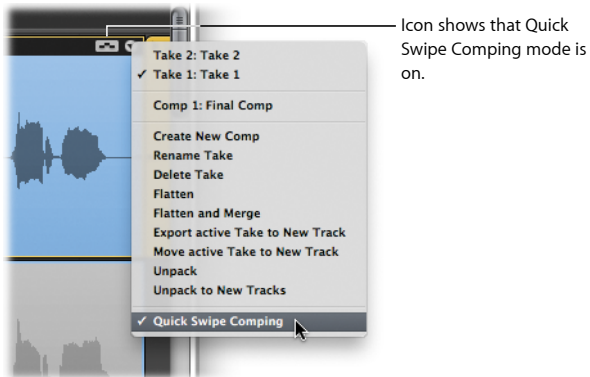 Icon shows that Quick
Swipe Comping mode is
on.
Take 2: Take 2
✓ Take 1: Take 1
Comp 1: Final Comp
Create New Comp
Rename Take
Delete Take
Flatten
Flatten and Merge
Export active Take to New Track
Move active Take to New Track
Unpack
Unpack to New Tracks
✓ Quick Swipe Comping